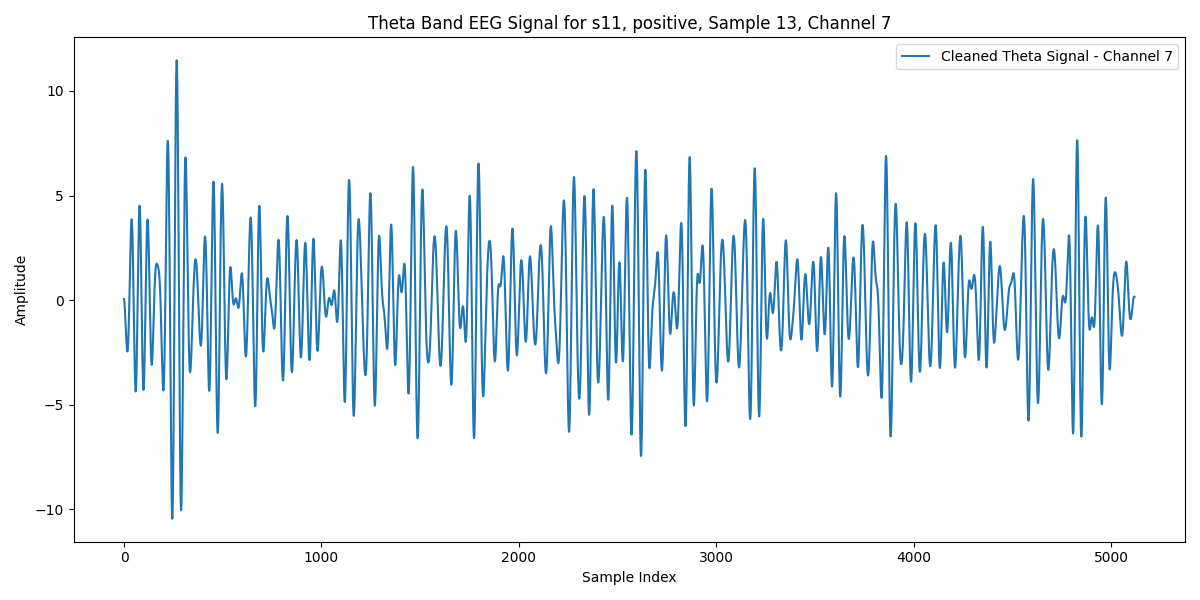 Theta Band EEG Signal for s11, positive, Sample 13, Channel 7
Cleaned Theta Signal - Channel 7
Amplitude
10
5
0
−5
−10
0 1000 2000 3000 4000 5000
Sample Index